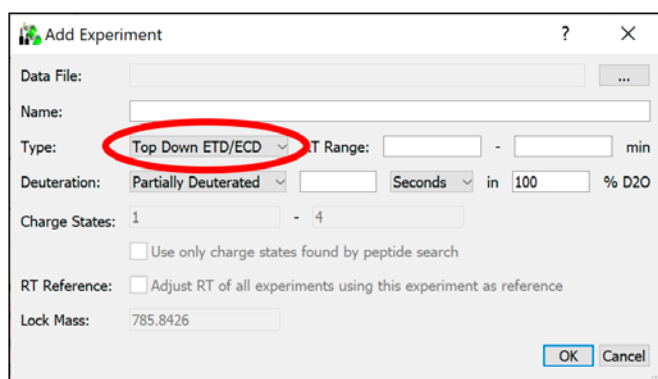 Add Experiment ? ×
Data File: ...
Name:
Type: Top Down ETD/ECD RT Range: - min
Deuteration: Partially Deuterated Seconds in 100 % D2O
Charge States: 1 - 4
Use only charge states found by peptide search
RT Reference: Adjust RT of all experiments using this experiment as reference
Lock Mass: 785.8426
OK Cancel